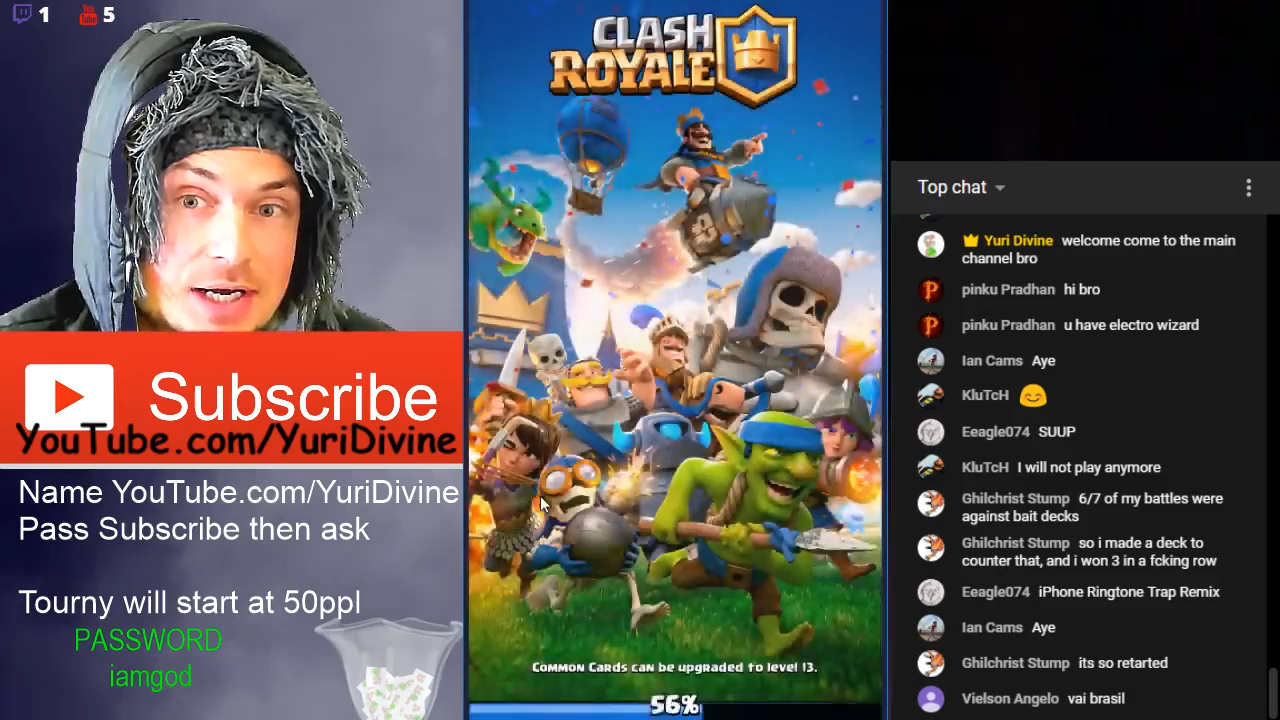 1
You Tube 5
CLASH
ROYALE
Subscribe
YouTube.com/YuriDivine
Name YouTube.com/YuriDivine
Pass Subscribe then ask
Tourny will start at 50ppl
PASSWORD
iamgod
Common Cards can be upgraded to level 13.
56%
Top chat
Yuri Divine welcome come to the main
channel bro
pinku Pradhan hi bro
pinku Pradhan u have electro wizard
Ian Cams Aye
KluTcH
Eeagle074 SUUP
KluTcH I will not play anymore
Ghilchrist Stump 6/7 of my battles were
against bait decks
Ghilchrist Stump so i made a deck to
counter that, and i won 3 in a fcking row
Eeagle074 iPhone Ringtone Trap Remix
Ian Cams Aye
Ghilchrist Stump its so retarted
Vielson Angelo vai brasil